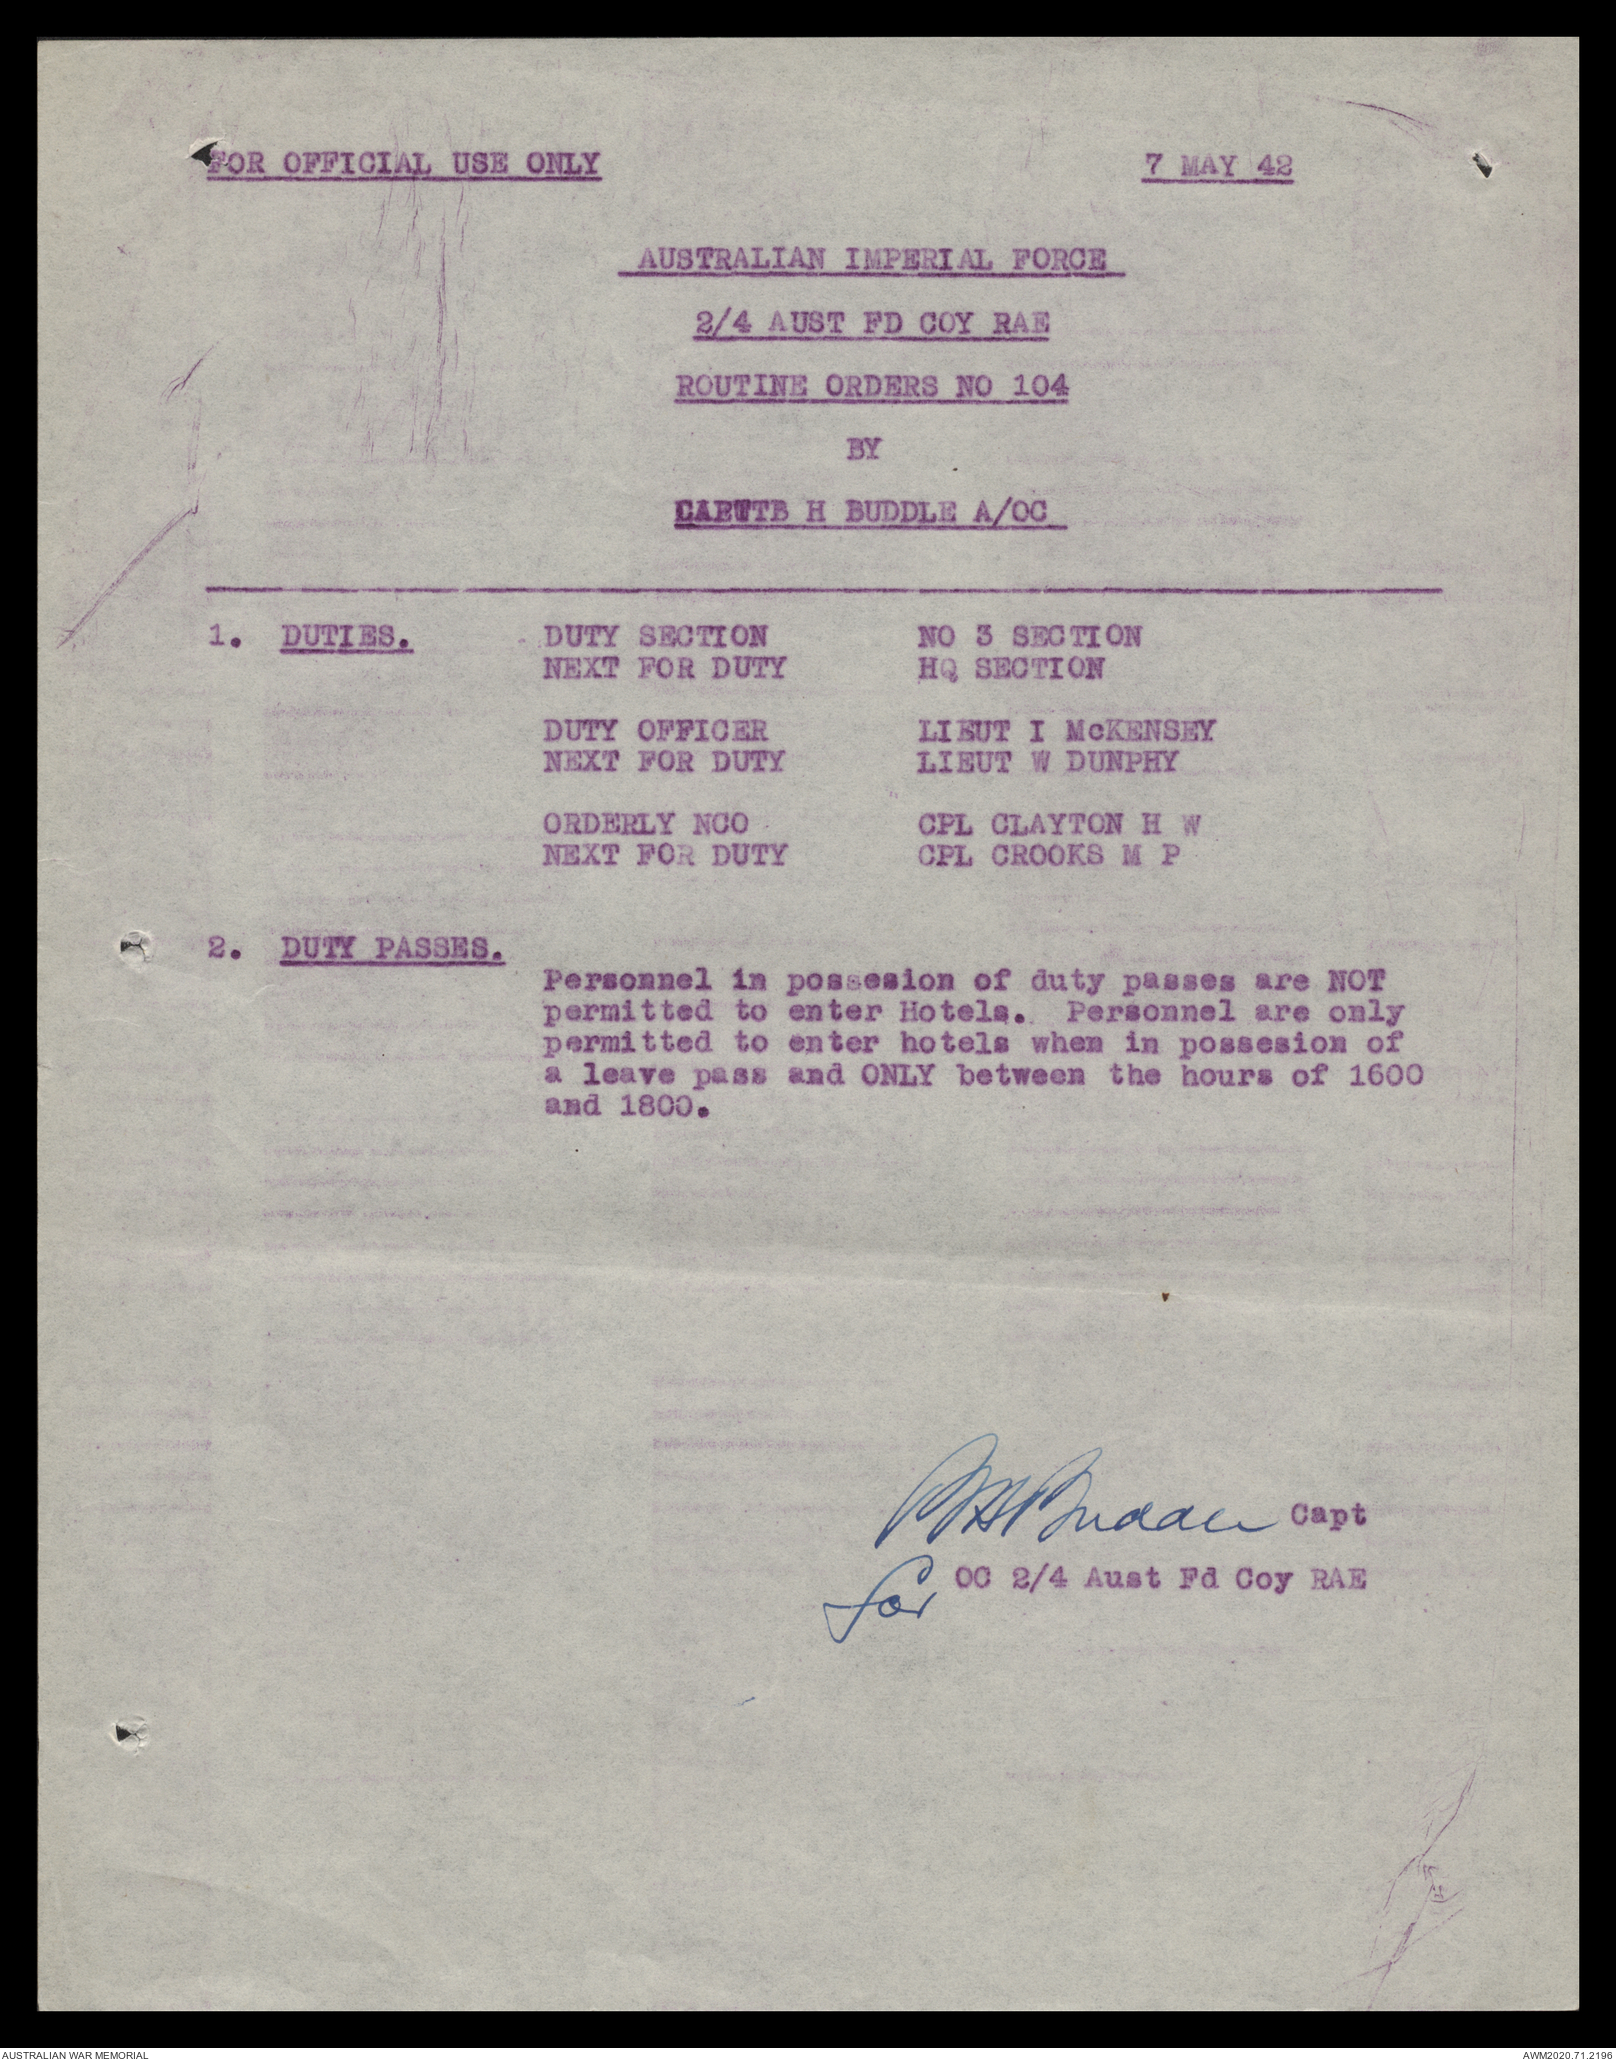 FOR OFFICIAL USE ONLY 7 MAY 42
AUSTRALIAN IMPERIAL FORCE
2/4 AUST FD COY RAE
ROUTINE ORDERS NO 104
BY
H BUDDLE A/OC
1. DUTIES. DUTY SECTION NO 3 SECTION
NEXT FOR DUTY HQ SECTION
DUTY OFFICER LIEUT I McKENSEY
NEXT FOR DUTY LIEUT W DUNPHY
ORDERLY NCO CPL CLAYTON H W
NEXT FOR DUTY CPL CROOKS M P
2. DUTY PASSES.
Personnel in possesion of duty passes are NOT
permitted to enter Hotels. Personnel are only
permitted to enter hotels when in possesion of
a leave pass and ONLY between the hours of 1600
and 1800.
Buddle Capt
for OC 2/4 Aust Fd Coy RAE
AUSTRALIAN WAR MEMORIAL AWM2020.71.2196